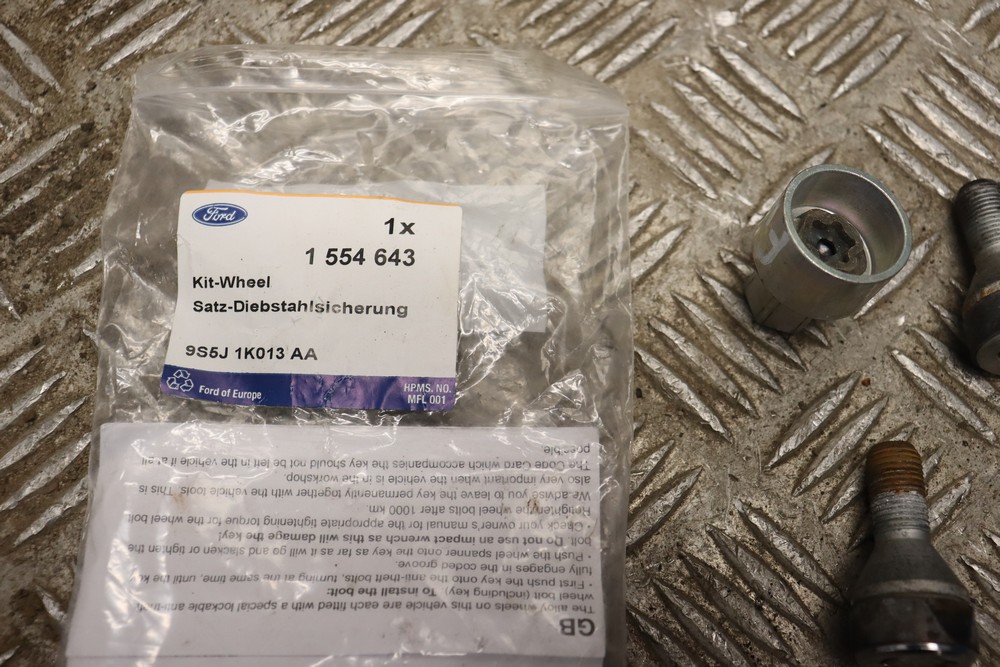 Ford
1x
1 554 643
Kit-Wheel
Satz-Diebstahlsicherung
9S5J 1K013 AA
Ford of Europe
HPMS. NO.
MFL 001
GB
The alloy wheels on this vehicle are each fitted with a special lockable anti-theft
wheel bolt (including key). To install the bolt:
• First push the key onto the anti-theft bolts, turning at the same time, until the
fully engages in the coded groove.
• Push the wheel spanner onto the key as far as it will go and slacken or tighten the
bolt. Do not use an impact wrench as this will damage the key!
• Check your owner's manual for the appropriate tightening torque for the wheel bolt
Retighten the wheel bolts after 1000 km.
We advise you to leave the key permanently together with the vehicle tools. This is
also very important when the vehicle is in the workshop.
The Code Card which accompanies the key should not be left in the vehicle if at all
possible